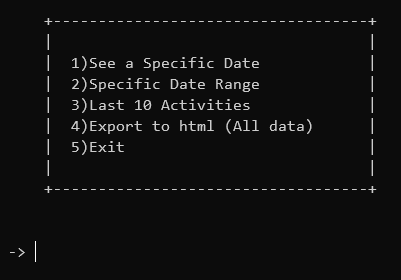 +-----------------------------------+
1)See a Specific Date
2)Specific Date Range
3)Last 10 Activities
4)Export to html (All data)
5)Exit
+-----------------------------------+
->